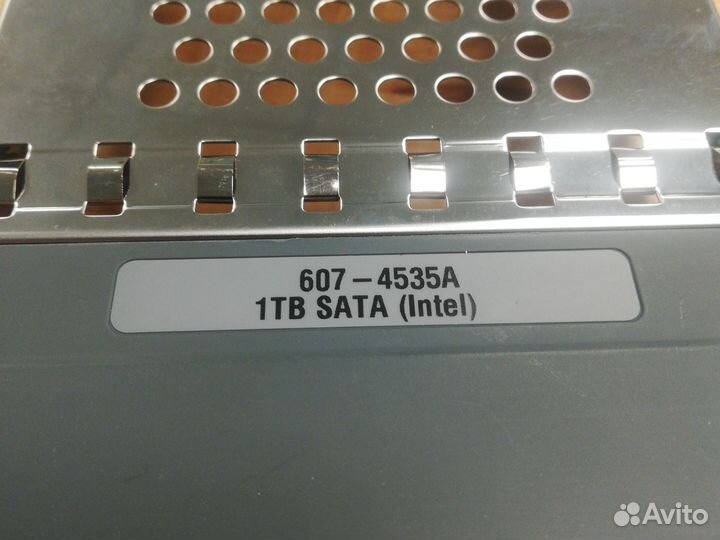 607–4535A
1TB SATA (Intel)
Avito